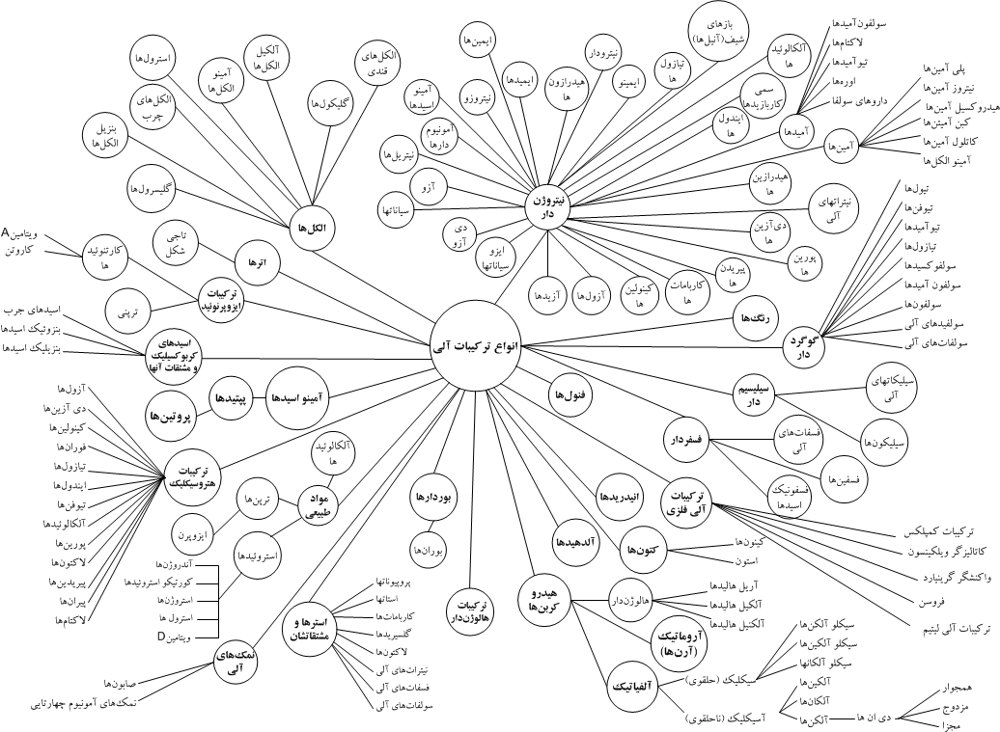 انواع ترکیبات آلی
نیتروژن
دار
ایمین‌ها
ایمیدها
نیتروزو
آمینو
اسیدها
آمونیوم
دارها
نیتریل‌ها
آزو
سیاناتها
دی
آزو
ایزو
سیاناتها
آزیدها
آزول‌ها
کینولین
ها
کاربامات
ها
پیریدن
ها
پورین
ها
دی‌آزین
ها
نیتراتهای
آلی
هیدرازین
ها
آمین‌ها
پلی آمین‌ها
نیتروز آمین‌ها
هیدروکسیل آمین‌ها
کبن آمیئن‌ها
کاتلول آمین‌ها
آمینو الکل‌ها
آمیدها
سولفون‌آمیدها
لاکتام‌ها
تیوآمیدها
اوره‌ها
داروهای سولفا
ایندول
ها
سمی
کاربازیدها
آلکالوئید
ها
بازهای
شیف(آنیل‌ها)
تیازول
ها
ایمینو
نیترودار
هیدرازون
ها
الکل‌ها
الکل‌های
قندی
گلیکول‌ها
آلکیل
الکل‌ها
آمینو
الکل‌ها
استرول‌ها
الکل‌های
چرب
بنزیل
الکل‌ها
گلیسرول‌ها
اترها
تاجی
شکل
ترکیبات
ایزوپرنوئید
کارتنوئید
ها
ویتامینA
کاروتن
ترپنی
اسیدهای
کربوکسیلیک
و مشتقات آنها
اسیدهای چرب
بنزوئیک اسیدها
بنزیلیک اسیدها
آمینو اسیدها
پپتیدها
پروتین‌ها
ترکیبات
هتروسیکلیک
آزول‌ها
دی آزین‌ها
کینولین‌ها
فوران‌ها
تیازول‌ها
ایندول‌ها
تیوفن‌ها
آلکالوئیدها
پورین‌ها
لاکتون‌ها
پیریدین‌ها
پیران‌ها
لاکتام‌ها
مواد
طبیعی
آلکالوئید
ها
ترپن‌ها
ایزوپرن
استروئیدها
آندروژن‌ها
کورتیکو استروئیدها
استروژن‌ها
استرول ها
ویتامینD
نمک‌های
آلی
صابون‌ها
نمک‌های آمونیوم چهارتایی
استرها و
مشتقاتشان
پروپیوناتها
استاتها
کاربامات‌ها
گلسیریدها
لاکتون‌ها
نیترات‌های آلی
فسفات‌های آلی
سولفات‌های آلی
بوردارها
بوران‌ها
ترکیبات
هالوژن‌دار
هیدرو
کربن‌ها
هالوژن‌دار
آریل هالیدها
آلکیل هالیدها
آلکنیل هالیدها
آروماتیک
(آرن‌ها)
آلفیاتیک
سیکلیک (حلقوی)
سیکلو آلکن‌ها
سیکلو آلکین‌ها
سیکلو آلکانها
آسیکلیک (ناحلقوی)
آلکین‌ها
آلکان‌ها
آلکن‌ها
دی ان ها
همجوار
مزدوج
مجزا
آلدهیدها
کتون‌ها
کینون‌ها
استون
انیدریدها
ترکیبات
آلی فلزی
ترکیبات کمپلکس
کاتالیزگر ویلکینسون
واکنشگر گرینیارد
فروسن
ترکیبات آلی لیتیم
فنول‌ها
فسفردار
فسفات‌های
آلی
فسفین‌ها
فسفونیک
اسیدها
سیلیسیم
دار
سیلیکاتهای
آلی
سیلیکون‌ها
گوگرد
دار
تیول‌ها
تیوفن‌ها
تیوآمیدها
تیازول‌ها
سولفوکسیدها
سولفون آمیدها
سولفون‌ها
سولفیدهای آلی
سولفات‌های آلی
رنگ‌ها